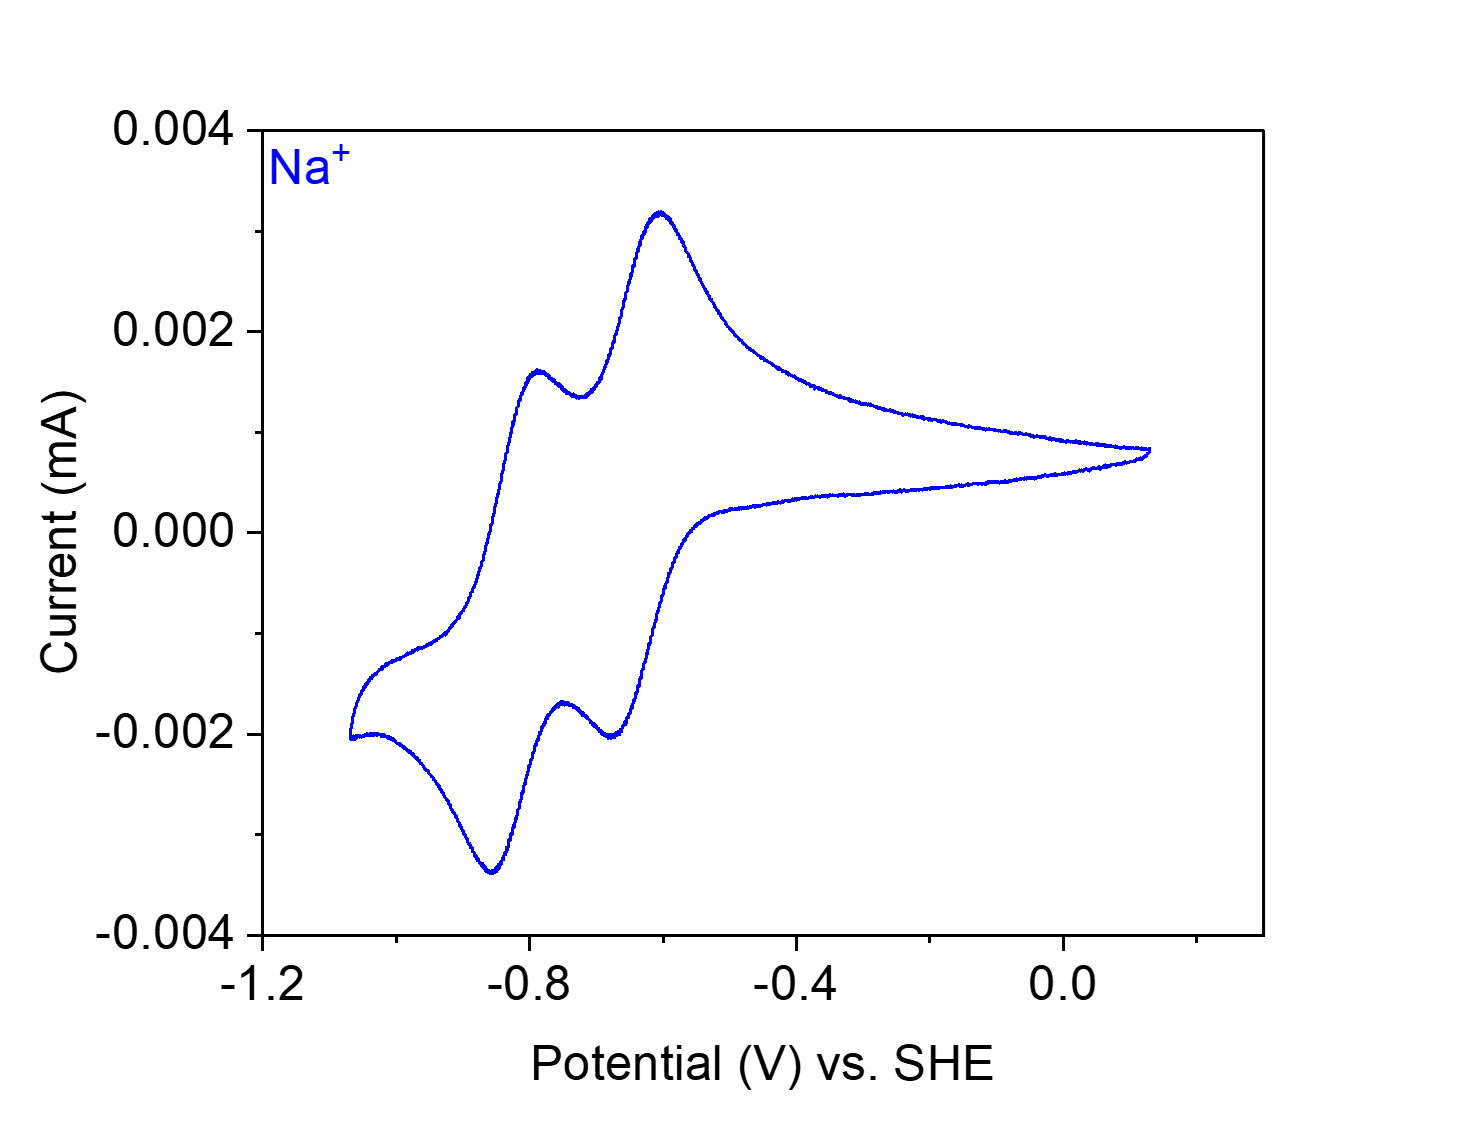 Na⁺
0.004
0.002
0.000
-0.002
-0.004
Current (mA)
-1.2 -0.8 -0.4 0.0
Potential (V) vs. SHE